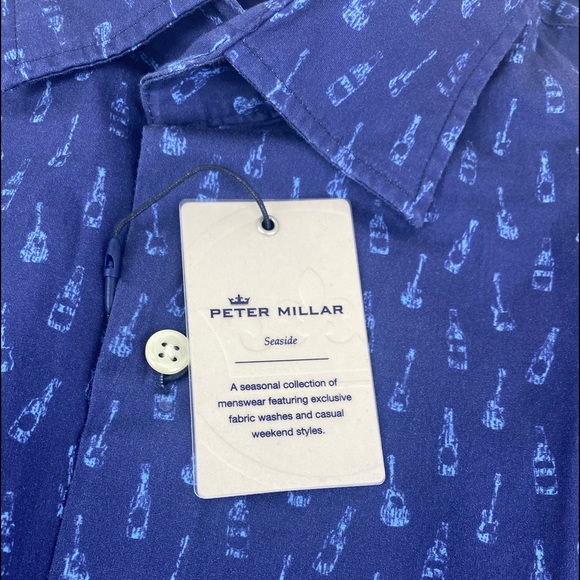 PETER MILLAR
Seaside
A seasonal collection of
menswear featuring exclusive
fabric washes and casual
weekend styles.